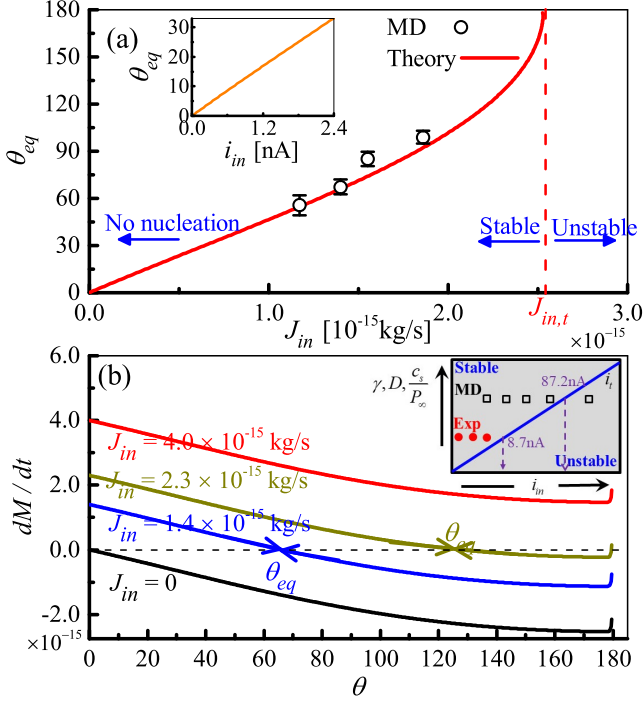 (a)
MD
Theory
θeq
180
150
120
90
60
30
0
θeq
30
20
10
0
0.0 1.2 2.4
iin [nA]
No nucleation
Stable
Unstable
0.0 1.0 2.0 3.0
Jin [10-15kg/s]
Jin,t
×10-15
(b)
dM / dt
6.0
4.0
2.0
0.0
-2.0
×10-15
Jin = 4.0 × 10-15 kg/s
Jin = 2.3 × 10-15 kg/s
Jin = 1.4 × 10-15 kg/s
Jin = 0
θeq
θeq
γ, D, cs/P∞
Stable
MD
87.2nA
it
Exp
8.7nA
Unstable
iin
0 20 40 60 80 100 120 140 160 180
θ